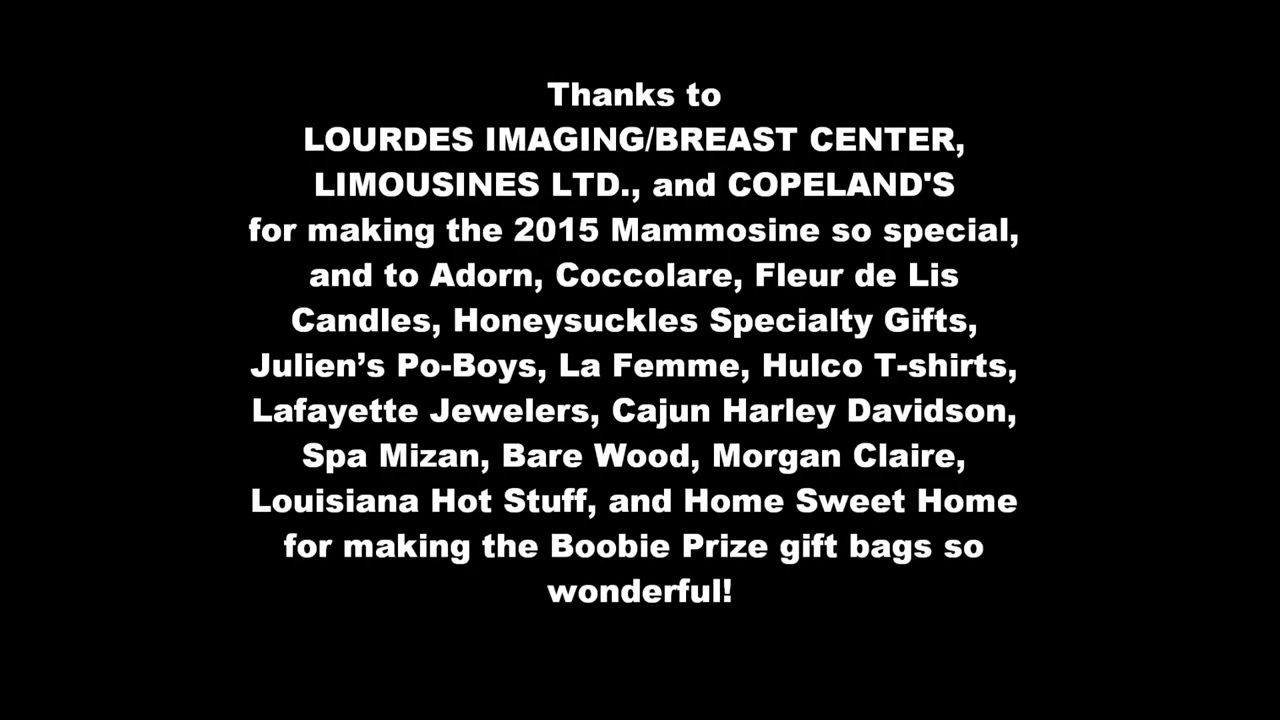 Thanks to
LOURDES IMAGING/BREAST CENTER,
LIMOUSINES LTD., and COPELAND'S
for making the 2015 Mammosine so special,
and to Adorn, Coccolare, Fleur de Lis
Candles, Honeysuckles Specialty Gifts,
Julien’s Po-Boys, La Femme, Hulco T-shirts,
Lafayette Jewelers, Cajun Harley Davidson,
Spa Mizan, Bare Wood, Morgan Claire,
Louisiana Hot Stuff, and Home Sweet Home
for making the Boobie Prize gift bags so
wonderful!